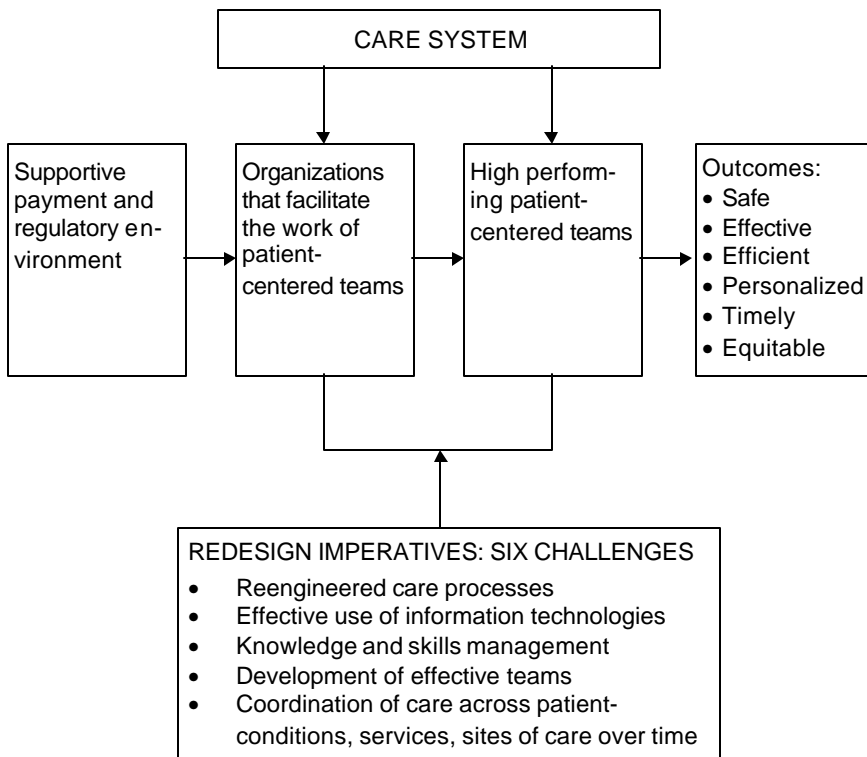 CARE SYSTEM
Supportive
payment and
regulatory en-
vironment
Organizations
that facilitate
the work of
patient-
centered teams
High perform-
ing patient-
centered teams
Outcomes:
• Safe
• Effective
• Efficient
• Personalized
• Timely
• Equitable
REDESIGN IMPERATIVES: SIX CHALLENGES
• Reengineered care processes
• Effective use of information technologies
• Knowledge and skills management
• Development of effective teams
• Coordination of care across patient-
conditions, services, sites of care over time